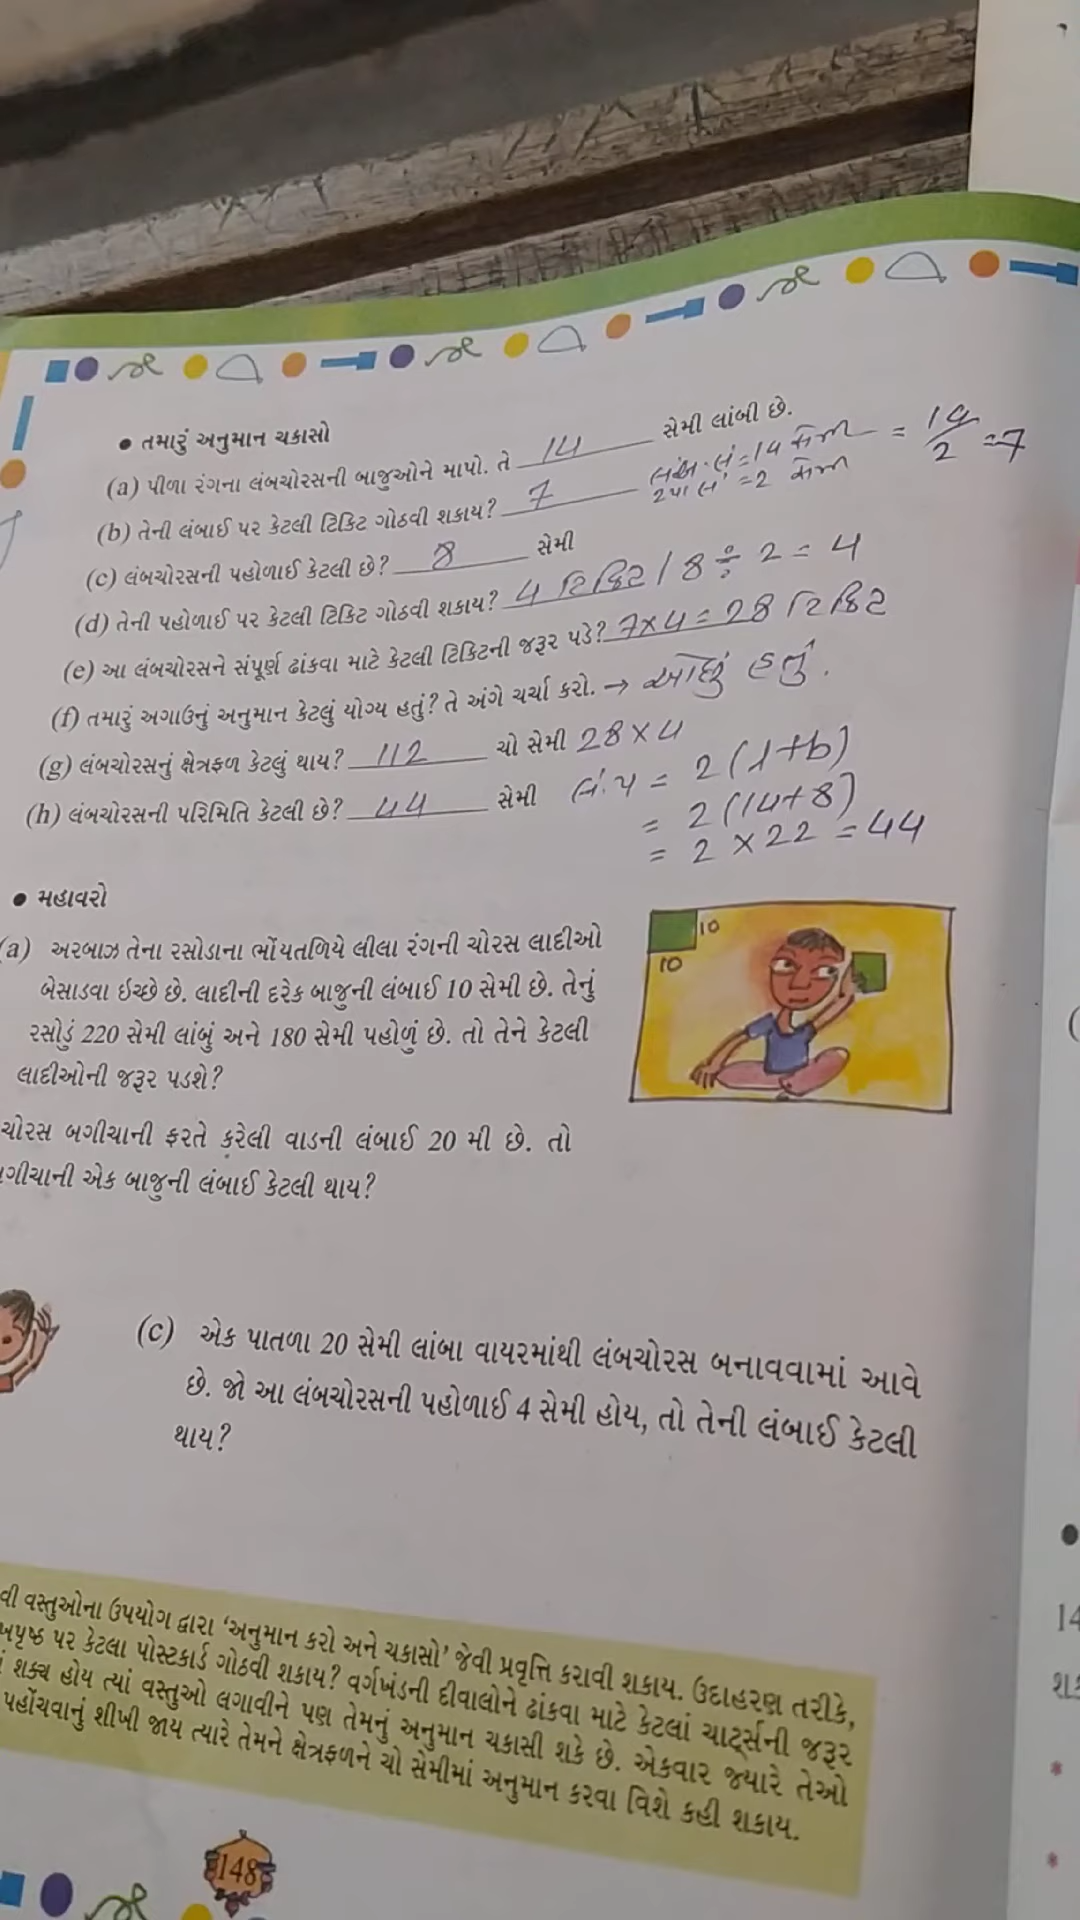 • તમારું અનુમાન ચકાસો
(a) પીળા રંગના લંબચોરસની બાજુઓને માપો. તે 14 સેમી લાંબી છે.
લંબ.લં = 14 સેમી = 14/2 = 7
(b) તેની લંબાઈ પર કેટલી ટિકિટ ગોઠવી શકાય? 7
= 2 સેમી
(c) લંબચોરસની પહોળાઈ કેટલી છે? 8 સેમી
(d) તેની પહોળાઈ પર કેટલી ટિકિટ ગોઠવી શકાય? 4 ટિકિટ / 8 ÷ 2 = 4
(e) આ લંબચોરસને સંપૂર્ણ ઢાંકવા માટે કેટલી ટિકિટની જરૂર પડે? 7×4 = 28 ટિકિટ
(f) તમારું અગાઉનું અનુમાન કેટલું યોગ્ય હતું? તે અંગે ચર્ચા કરો. → ઓછું હતું.
(g) લંબચોરસનું ક્ષેત્રફળ કેટલું થાય? 112 ચો સેમી 28 × 4
(h) લંબચોરસની પરિમિતિ કેટલી છે? 44 સેમી લં.પ = 2(l+b)
= 2(14+8)
= 2 × 22 = 44
• મહાવરો
(a) અરબાઝ તેના રસોડાના ભોંયતળિયે લીલા રંગની ચોરસ લાદીઓ
બેસાડવા ઈચ્છે છે. લાદીની દરેક બાજુની લંબાઈ 10 સેમી છે. તેનું
રસોડું 220 સેમી લાંબું અને 180 સેમી પહોળું છે. તો તેને કેટલી
લાદીઓની જરૂર પડશે?
10
10
ચોરસ બગીચાની ફરતે કરેલી વાડની લંબાઈ 20 મી છે. તો
ગીચાની એક બાજુની લંબાઈ કેટલી થાય?
(c) એક પાતળા 20 સેમી લાંબા વાયરમાંથી લંબચોરસ બનાવવામાં આવે
છે. જો આ લંબચોરસની પહોળાઈ 4 સેમી હોય, તો તેની લંબાઈ કેટલી
થાય?
વી વસ્તુઓના ઉપયોગ દ્વારા ‘અનુમાન કરો અને ચકાસો’ જેવી પ્રવૃત્તિ કરાવી શકાય. ઉદાહરણ તરીકે,
ખપૃષ્ઠ પર કેટલા પોસ્ટકાર્ડ ગોઠવી શકાય? વર્ગખંડની દીવાલોને ઢાંકવા માટે કેટલાં ચાર્ટ્સની જરૂર
શક્ય હોય ત્યાં વસ્તુઓ લગાવીને પણ તેમનું અનુમાન ચકાસી શકે છે. એકવાર જ્યારે તેઓ
પહોંચવાનું શીખી જાય ત્યારે તેમને ક્ષેત્રફળને ચો સેમીમાં અનુમાન કરવા વિશે કહી શકાય.
148
14